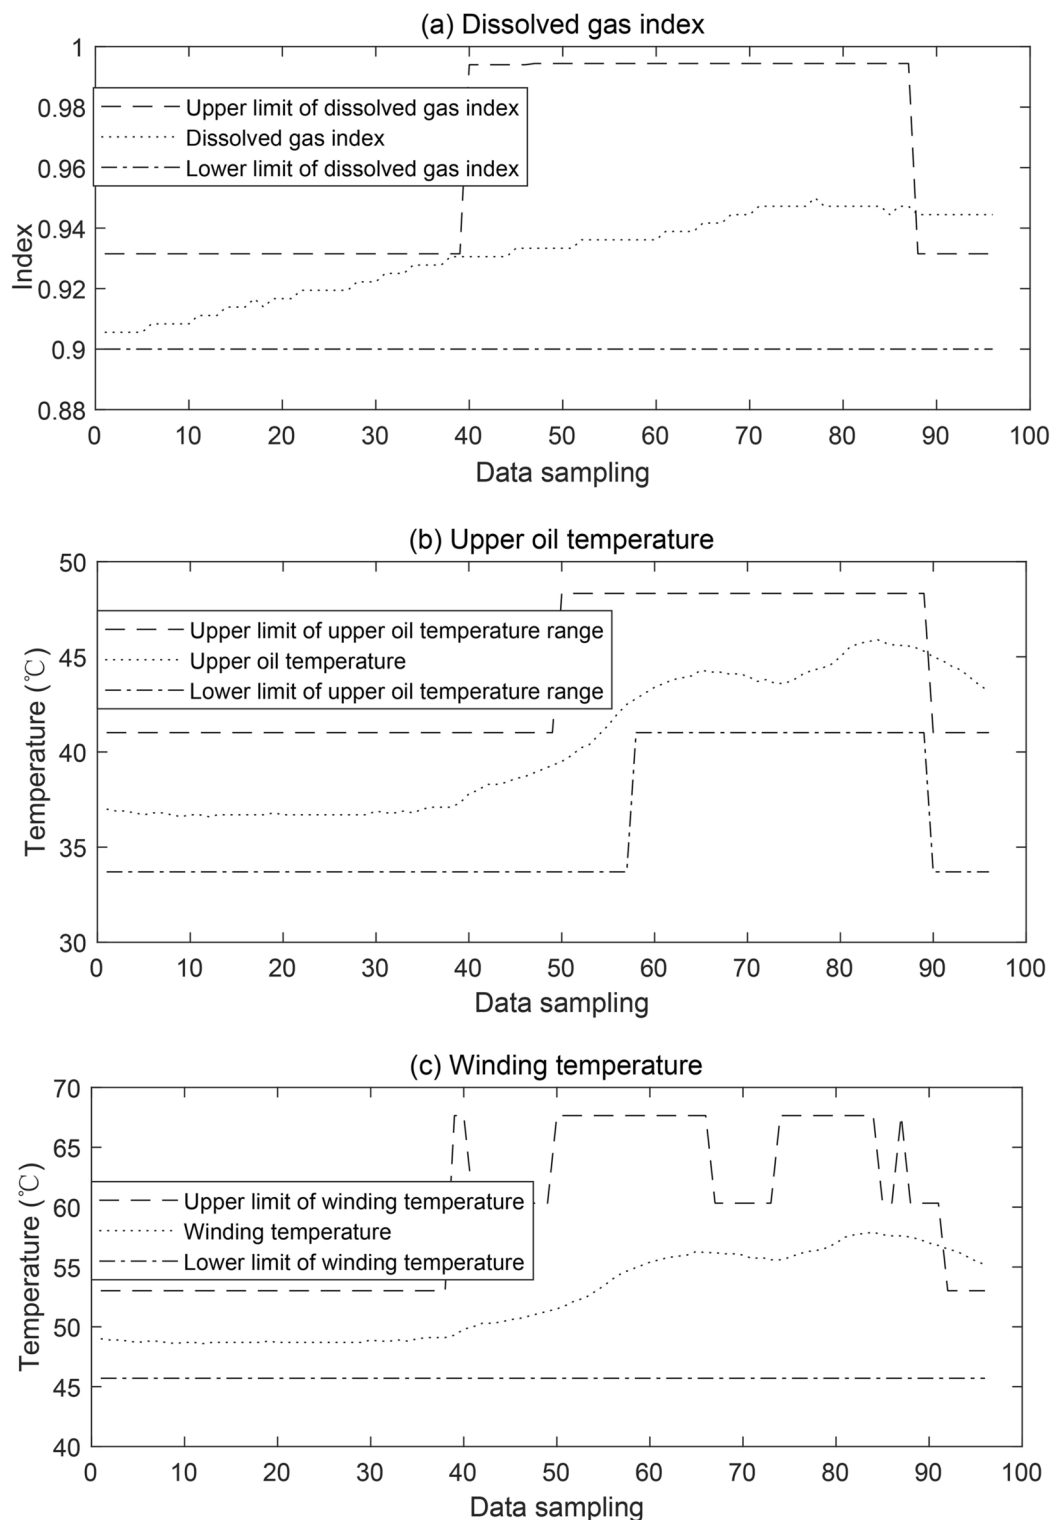 (a) Dissolved gas index
1
0.98
0.96
0.94
0.92
0.9
0.88
Index
Upper limit of dissolved gas index
Dissolved gas index
Lower limit of dissolved gas index
0 10 20 30 40 50 60 70 80 90 100
Data sampling
(b) Upper oil temperature
50
45
40
35
30
Temperature (℃)
Upper limit of upper oil temperature range
Upper oil temperature
Lower limit of upper oil temperature range
0 10 20 30 40 50 60 70 80 90 100
Data sampling
(c) Winding temperature
70
65
60
55
50
45
40
Temperature (℃)
Upper limit of winding temperature
Winding temperature
Lower limit of winding temperature
0 10 20 30 40 50 60 70 80 90 100
Data sampling